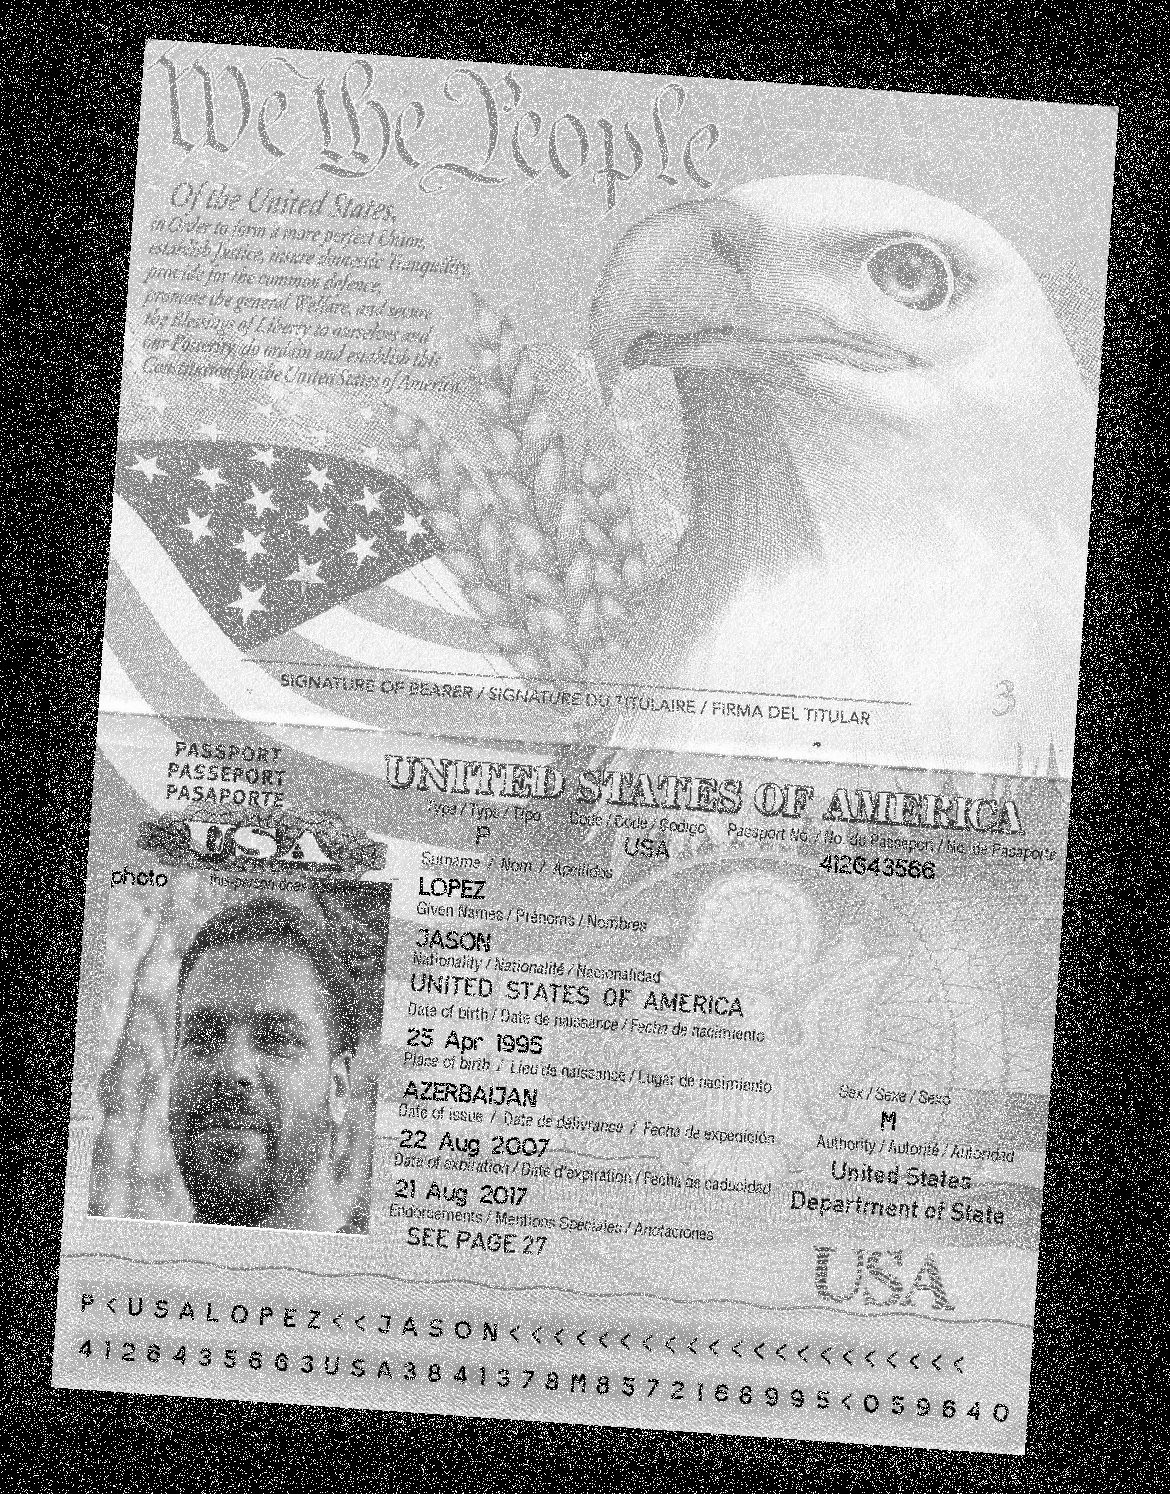 We the People
Of the United States,
in Order to form a more perfect Union,
establish Justice, insure domestic Tranquility,
provide for the common defence,
promote the general Welfare, and secure
the Blessings of Liberty to ourselves and
our Posterity, do ordain and establish this
Constitution for the United States of America.
SIGNATURE OF BEARER / SIGNATURE DU TITULAIRE / FIRMA DEL TITULAR
3
PASSPORT
PASSEPORT
PASAPORTE
USA
UNITED STATES OF AMERICA
Type / Type / Tipo Code / Code / Codigo Passport No. / No. de Passeport / No. de Pasaporte
P USA 412643566
Surname / Nom / Apellidos
LOPEZ
Given Names / Prénoms / Nombres
JASON
Nationality / Nationalité / Nacionalidad
UNITED STATES OF AMERICA
Date of birth / Date de naissance / Fecha de nacimiento
25 Apr 1995
Place of birth / Lieu de naissance / Lugar de nacimiento
AZERBAIJAN
Sex / Sexe / Sexo
M
Date of issue / Date de délivrance / Fecha de expedición
22 Aug 2007
Authority / Autorité / Autoridad
United States
Department of State
Date of expiration / Date d'expiration / Fecha de caducidad
21 Aug 2017
Endorsements / Mentions Spéciales / Anotaciones
SEE PAGE 27
USA
photo
P<USALOPEZ<<JASON<<<<<<<<<<<<<<<<<<<<
4126435663USA3841378M8572166995<059640